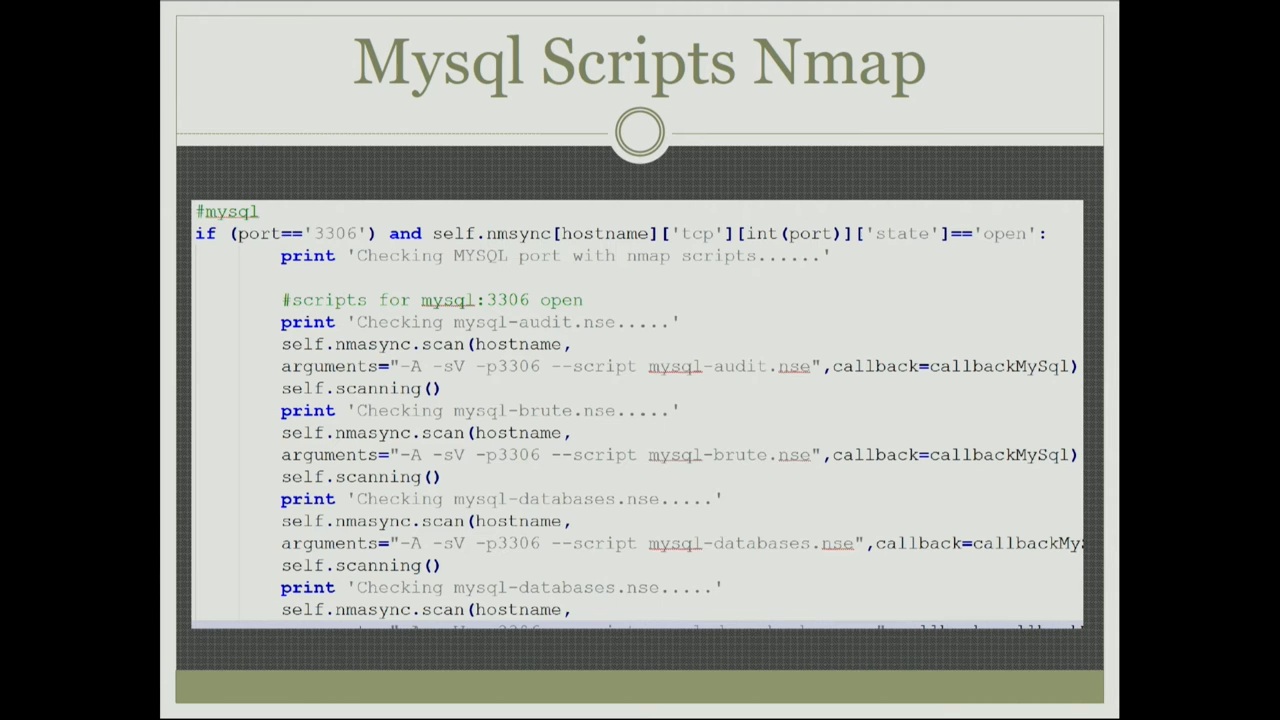 Mysql Scripts Nmap
#mysql
if (port=='3306') and self.nmsync[hostname]['tcp'][int(port)]['state']=='open':
print 'Checking MYSQL port with nmap scripts......'
#scripts for mysql:3306 open
print 'Checking mysql-audit.nse.....'
self.nmasync.scan(hostname,
arguments="-A -sV -p3306 --script mysql-audit.nse",callback=callbackMySql)
self.scanning()
print 'Checking mysql-brute.nse.....'
self.nmasync.scan(hostname,
arguments="-A -sV -p3306 --script mysql-brute.nse",callback=callbackMySql)
self.scanning()
print 'Checking mysql-databases.nse.....'
self.nmasync.scan(hostname,
arguments="-A -sV -p3306 --script mysql-databases.nse",callback=callbackMy
self.scanning()
print 'Checking mysql-databases.nse.....'
self.nmasync.scan(hostname,